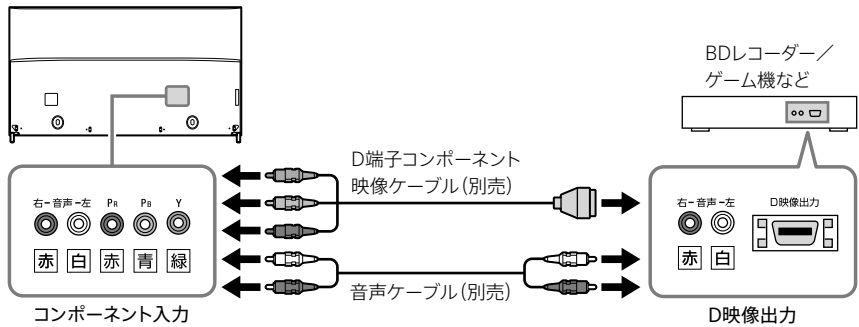 BDレコーダー／
ゲーム機など
D端子コンポーネント
映像ケーブル（別売）
右-音声-左 PR PB Y
赤 白 赤 青 緑
コンポーネント入力
音声ケーブル（別売）
右-音声-左 D映像出力
赤 白
D映像出力